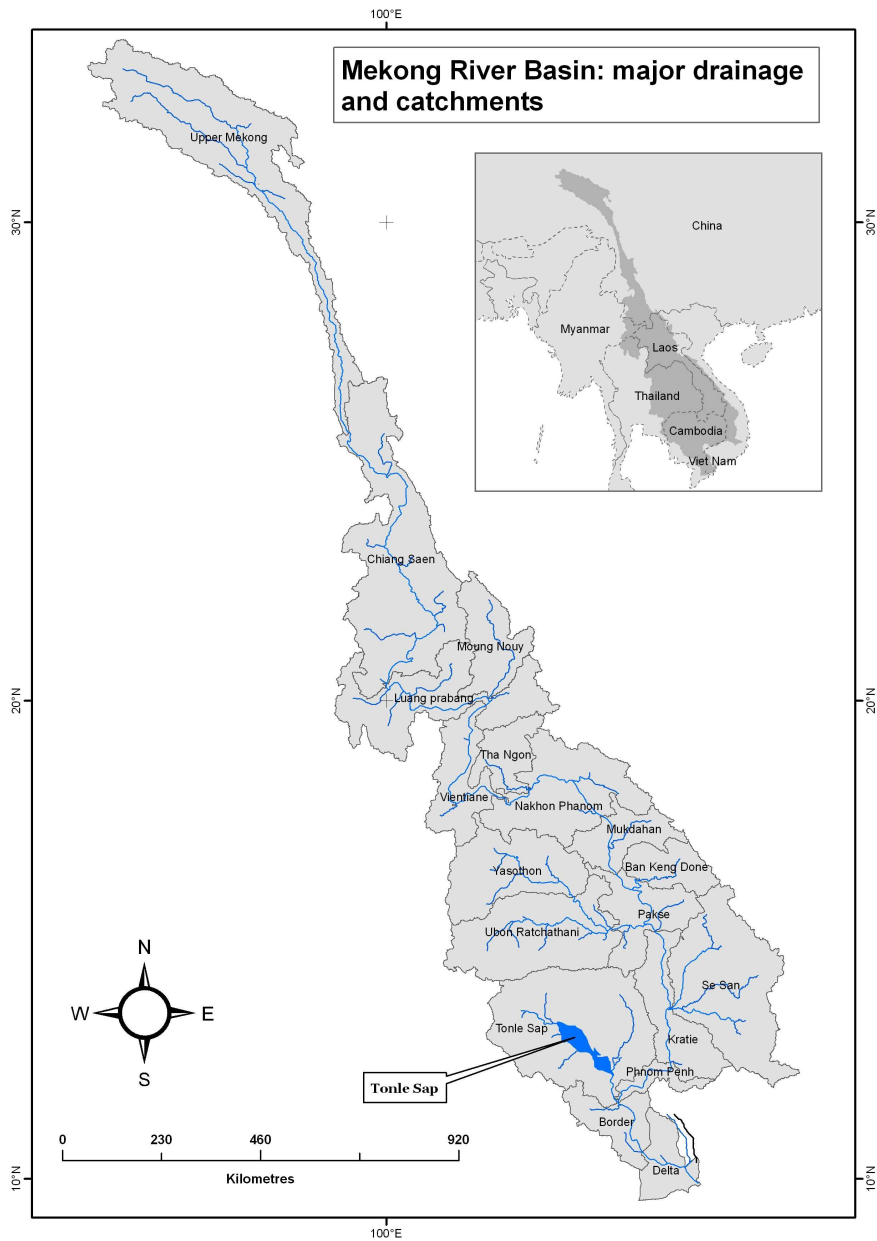 100°E
Mekong River Basin: major drainage
and catchments
Upper Mekong
30°N
30°N
China
Myanmar
Laos
Thailand
Cambodia
Viet Nam
Chiang Saen
Moung Nouy
20°N
Luang prabang
20°N
Tha Ngon
Vientiane
Nakhon Phanom
Mukdahan
Yasothon
Ban Keng Done
Pakse
Ubon Ratchathani
N
W
E
S
Se San
Tonle Sap
Kratie
Phnom Penh
Tonle Sap
Border
0 230 460 920
Kilometres
Delta
10°N
10°N
100°E